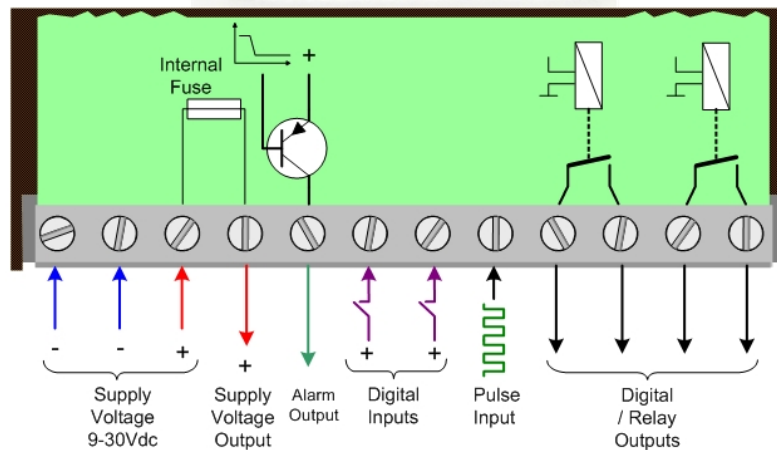 Internal
Fuse
+
- - +
Supply
Voltage
9-30Vdc
+
Supply
Voltage
Output
Alarm
Output
+ +
Digital
Inputs
Pulse
Input
Digital
/ Relay
Outputs